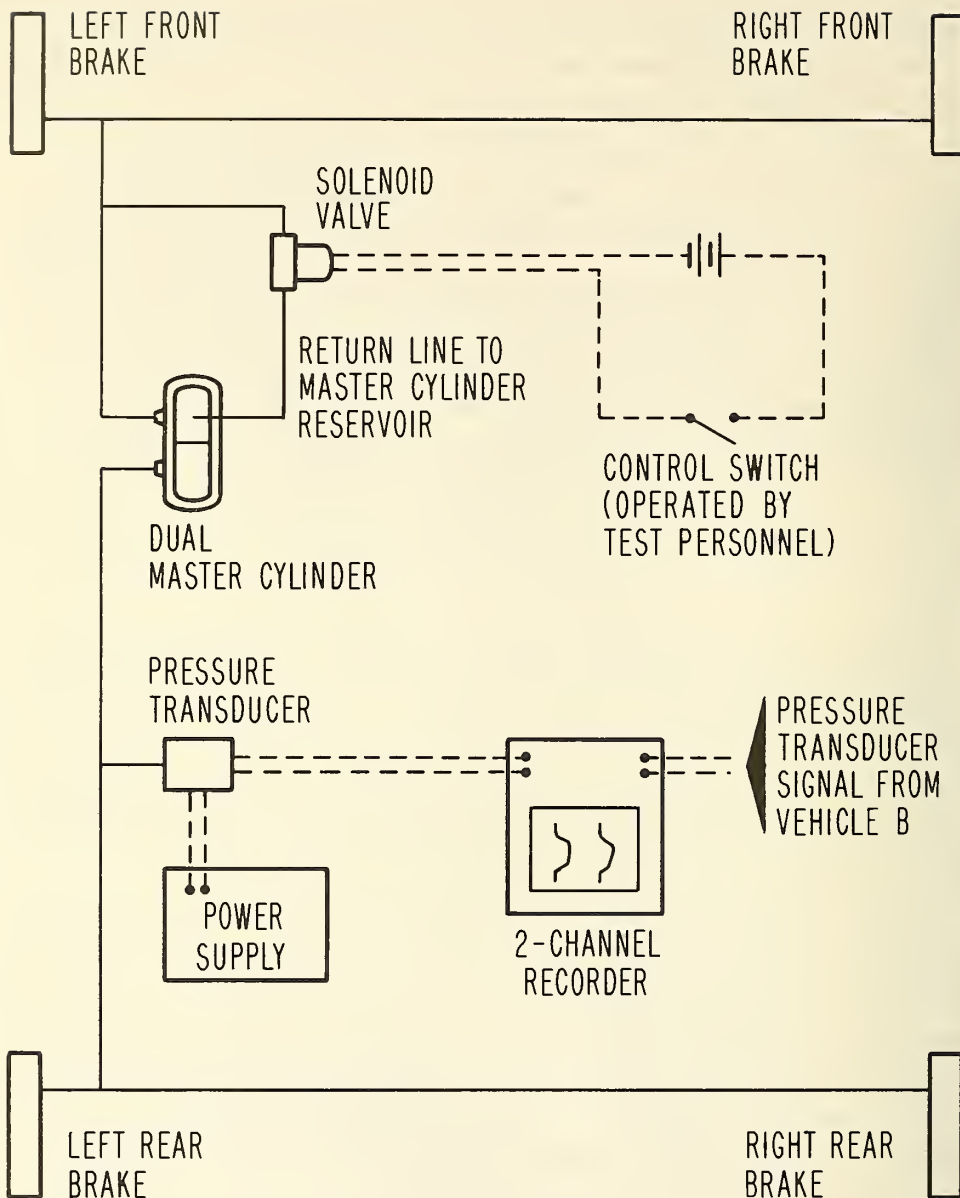 LEFT FRONT
BRAKE
RIGHT FRONT
BRAKE
SOLENOID
VALVE
RETURN LINE TO
MASTER CYLINDER
RESERVOIR
CONTROL SWITCH
(OPERATED BY
TEST PERSONNEL)
DUAL
MASTER CYLINDER
PRESSURE
TRANSDUCER
PRESSURE
TRANSDUCER
SIGNAL FROM
VEHICLE B
POWER
SUPPLY
2-CHANNEL
RECORDER
LEFT REAR
BRAKE
RIGHT REAR
BRAKE